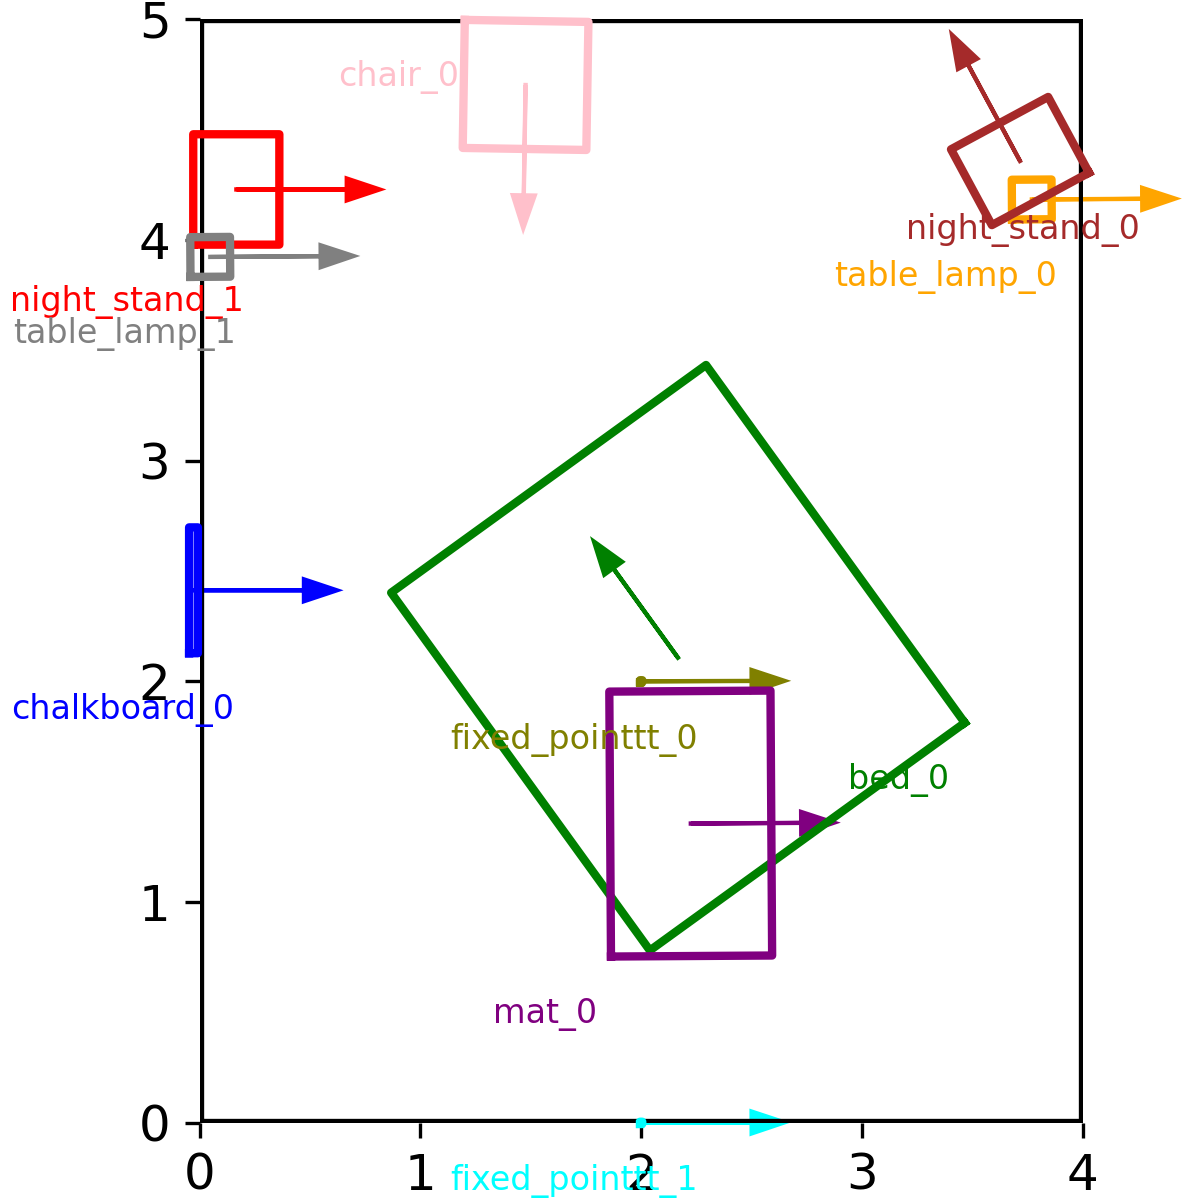 5
chair_0
night_stand_0
4
table_lamp_0
night_stand_1
table_lamp_1
3
2
chalkboard_0
fixed_pointtt_0
bed_0
1
mat_0
0
0 1 2 3 4
fixed_pointtt_1